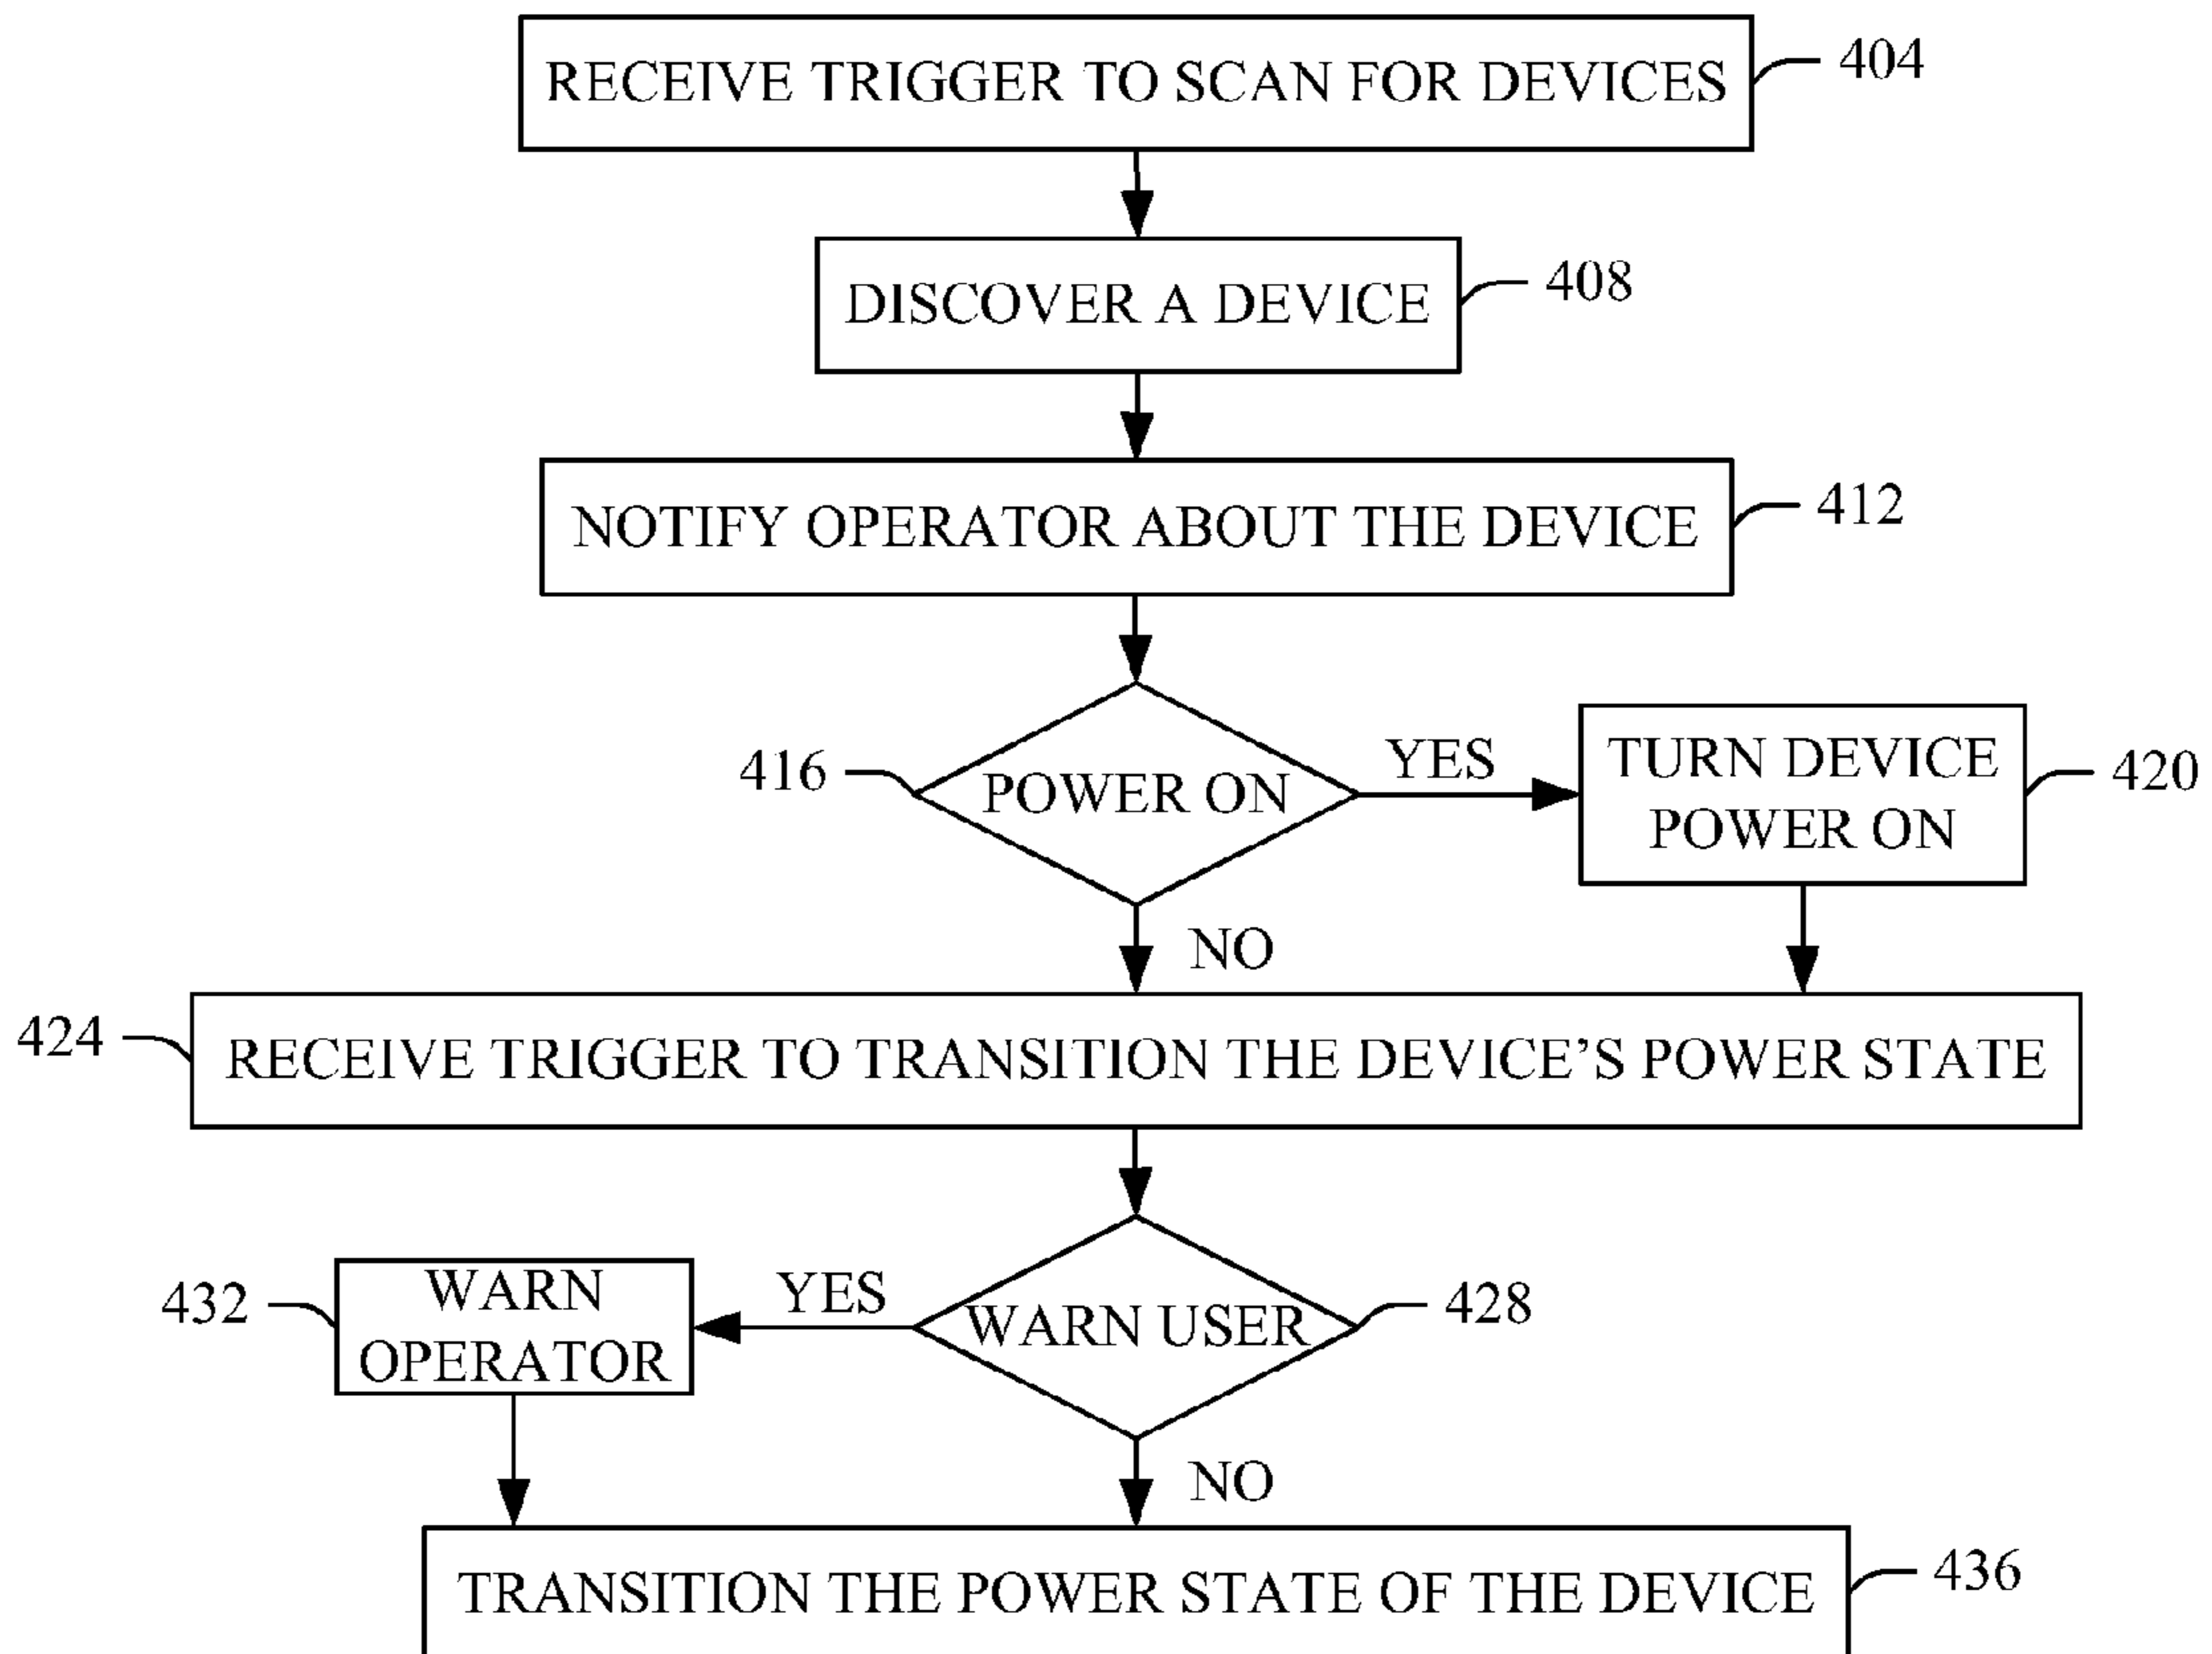 RECEIVE TRIGGER TO SCAN FOR DEVICES
404
DISCOVER A DEVICE
408
NOTIFY OPERATOR ABOUT THE DEVICE
412
416
POWER ON
YES
TURN DEVICE
POWER ON
420
NO
424
RECEIVE TRIGGER TO TRANSITION THE DEVICE'S POWER STATE
432
WARN
OPERATOR
YES
WARN USER
428
NO
TRANSITION THE POWER STATE OF THE DEVICE
436